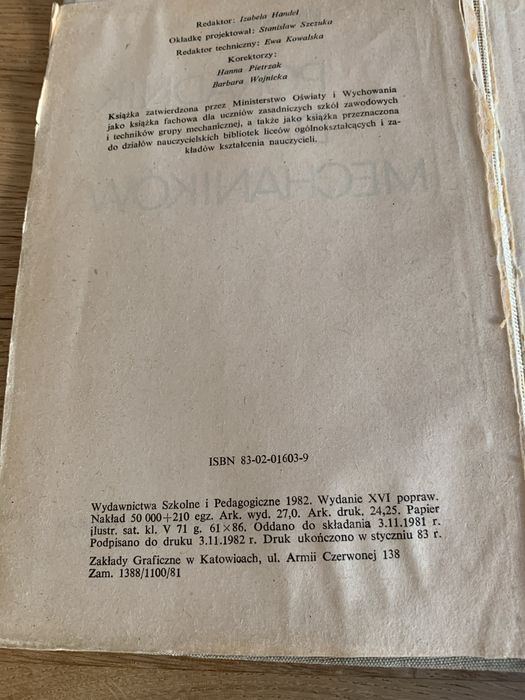 Redaktor: Izabela Handel
Okładkę projektował: Stanisław Szczuka
Redaktor techniczny: Ewa Kowalska
Korektorzy:
Hanna Pietrzak
Barbara Wojnicka
Książka zatwierdzona przez Ministerstwo Oświaty i Wychowania
jako książka fachowa dla uczniów zasadniczych szkół zawodowych
i techników grupy mechanicznej, a także jako książka przeznaczona
do działów nauczycielskich bibliotek liceów ogólnokształcących i za-
kładów kształcenia nauczycieli.
MECHANIKÓW
ISBN 83-02-01603-9
Wydawnictwa Szkolne i Pedagogiczne 1982. Wydanie XVI popraw.
Nakład 50 000+210 egz. Ark. wyd. 27,0. Ark. druk. 24,25. Papier
ilustr. sat. kl. V 71 g. 61×86. Oddano do składania 3.11.1981 r.
Podpisano do druku 3.11.1982 r. Druk ukończono w styczniu 83 r.
Zakłady Graficzne w Katowicach, ul. Armii Czerwonej 138
Zam. 1388/1100/81